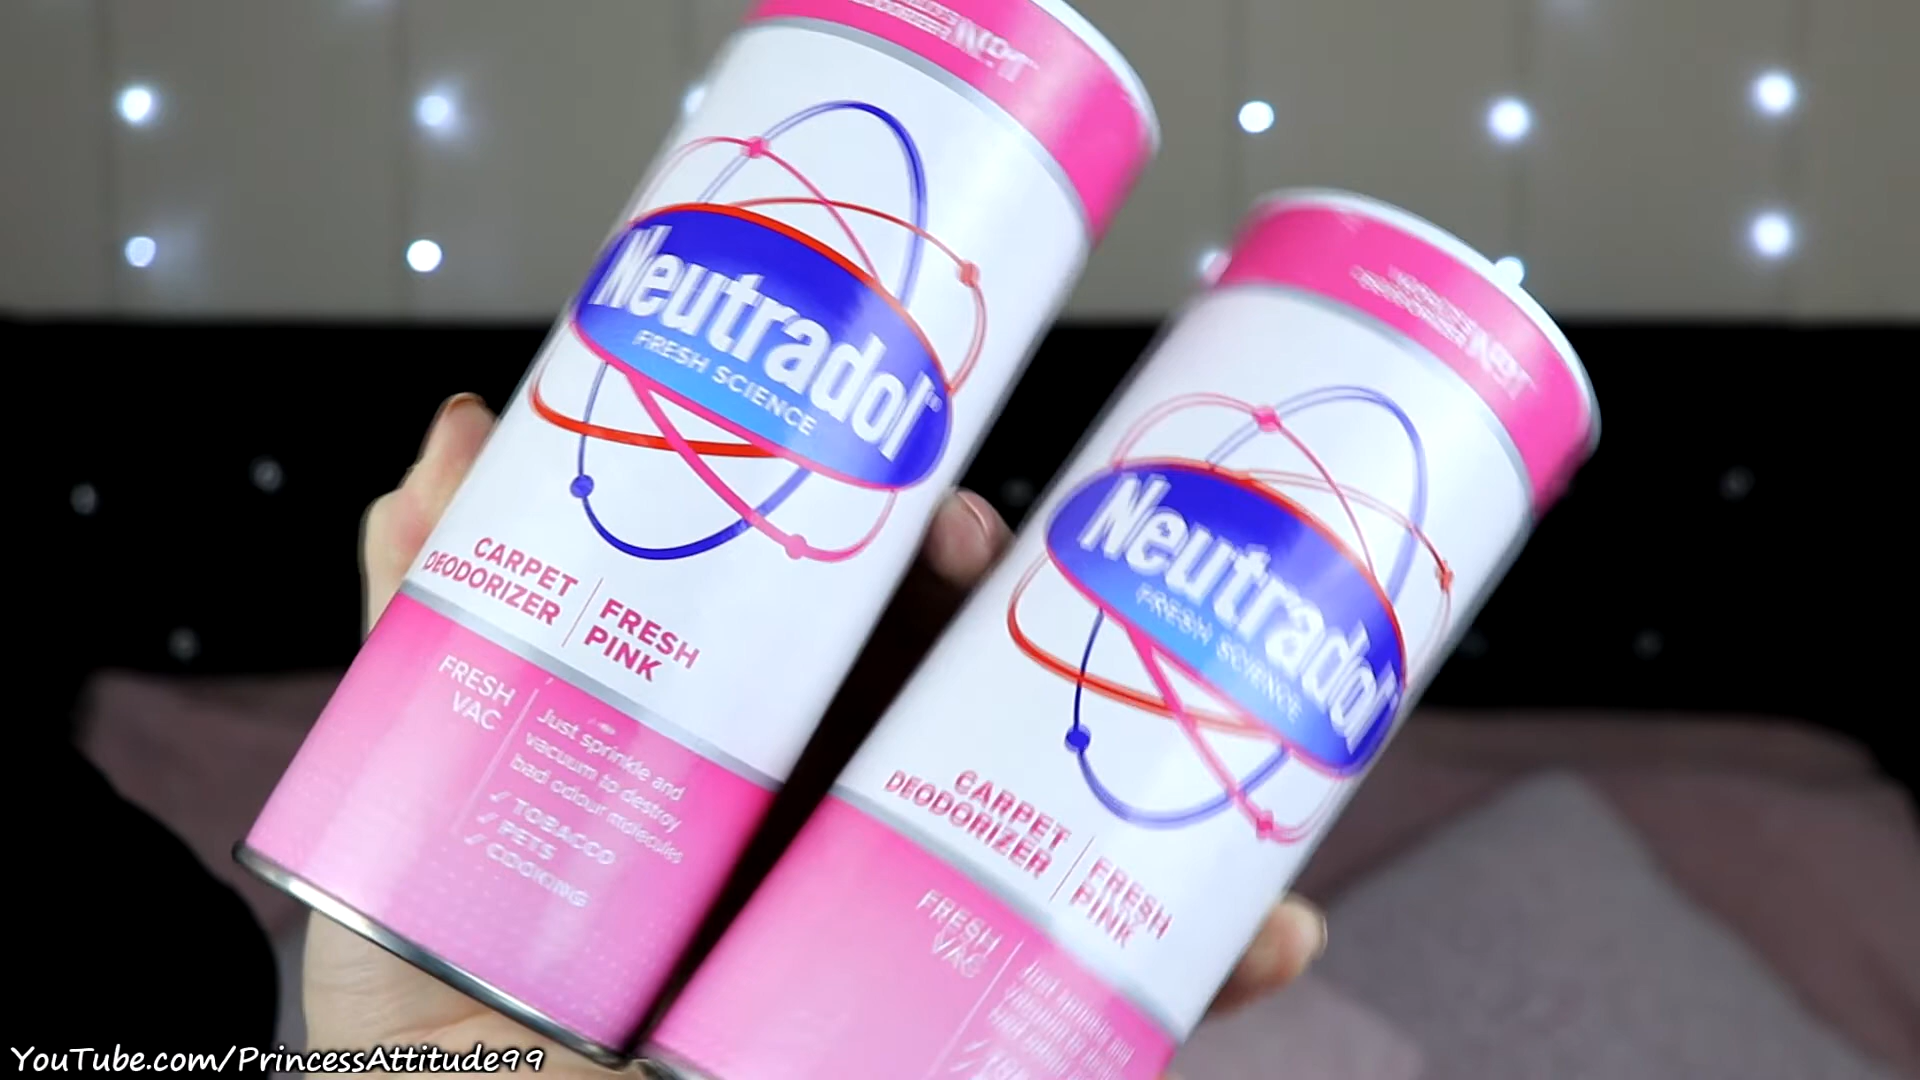 Neutradol™
FRESH SCIENCE
CARPET
DEODORIZER
FRESH
PINK
FRESH
VAC
Just sprinkle and
vacuum to destroy
bad odour molecules
✓ TOBACCO
✓ PETS
✓ COOKING
Neutradol
FRESH SCIENCE
CARPET
DEODORIZER
FRESH
PINK
FRESH
VAC
YouTube.com/PrincessAttitude99